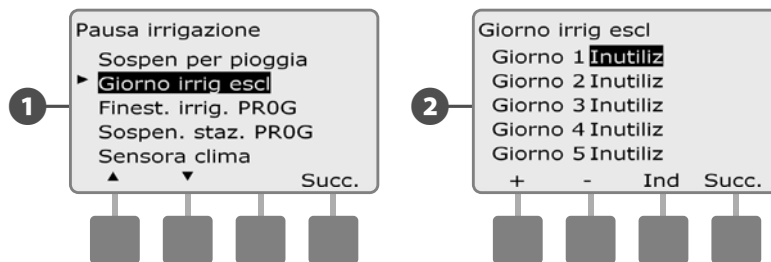 1
Pausa irrigazione
Sospen per pioggia
► Giorno irrig escl
Finest. irrig. PR0G
Sospen. staz. PR0G
Sensora clima
▲ ▼ Succ.
2
Giorno irrig escl
Giorno 1 Inutiliz
Giorno 2 Inutiliz
Giorno 3 Inutiliz
Giorno 4 Inutiliz
Giorno 5 Inutiliz
+ - Ind Succ.